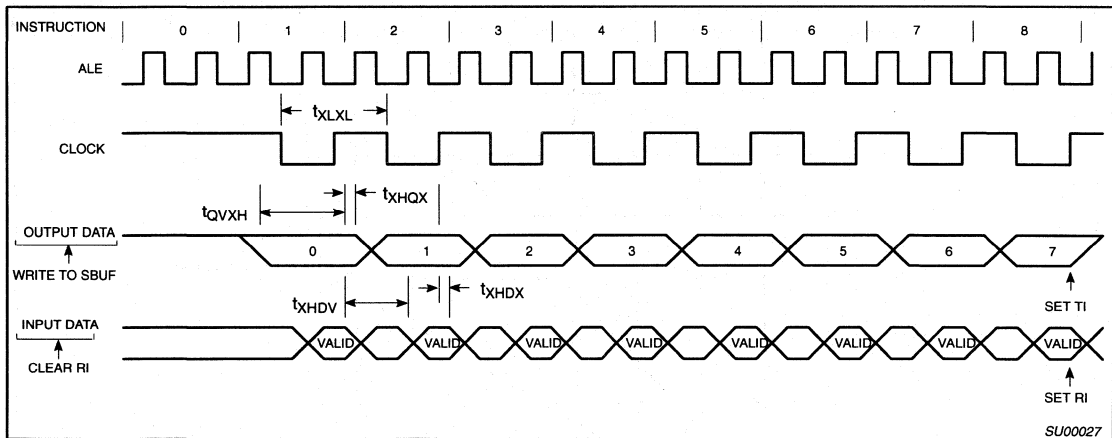 INSTRUCTION | 0 | 1 | 2 | 3 | 4 | 5 | 6 | 7 | 8 |
ALE
tXLXL
CLOCK
tXHQX
tQVXH
OUTPUT DATA
0 1 2 3 4 5 6 7
WRITE TO SBUF
tXHDV
tXHDX
SET TI
INPUT DATA
VALID VALID VALID VALID VALID VALID VALID VALID
CLEAR RI
SET RI
SU00027